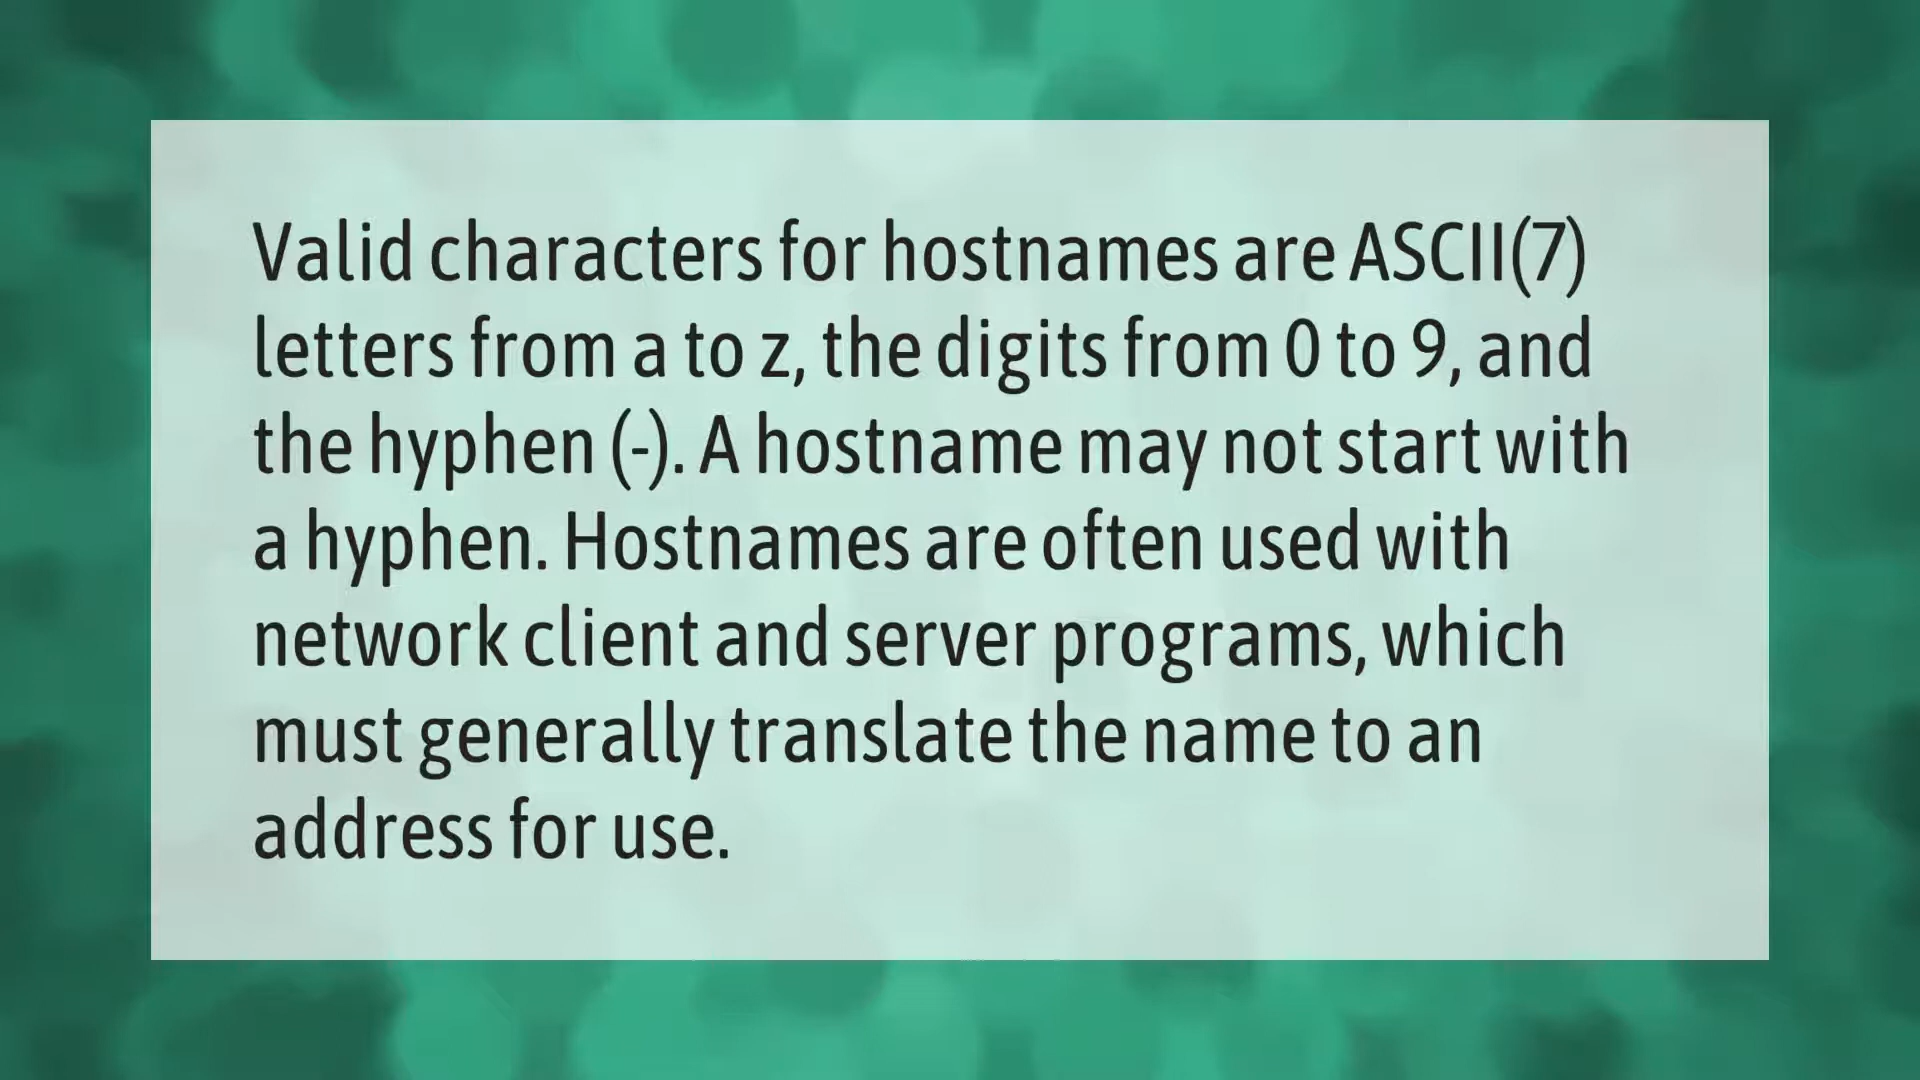 Valid characters for hostnames are ASCII(7)
letters from a to z, the digits from 0 to 9, and
the hyphen (-). A hostname may not start with
a hyphen. Hostnames are often used with
network client and server programs, which
must generally translate the name to an
address for use.